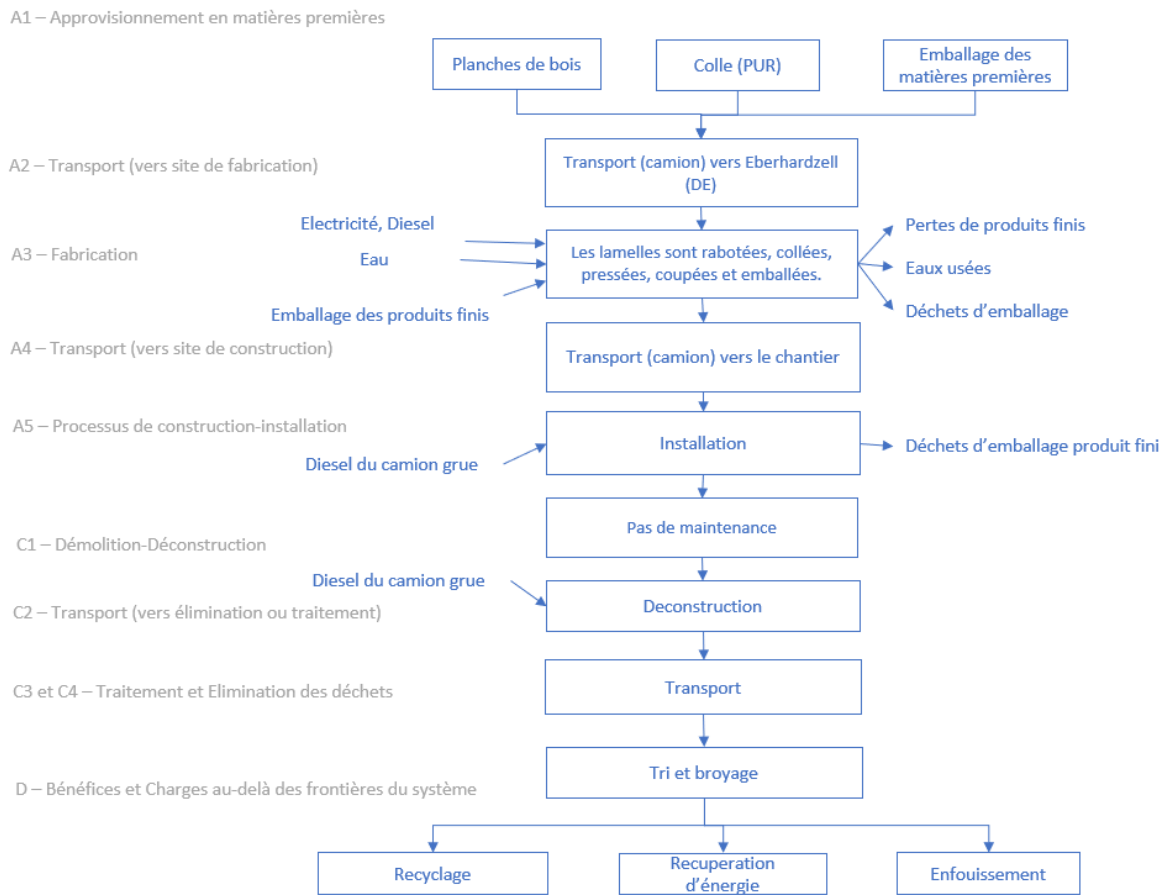 A1 – Approvisionnement en matières premières
Planches de bois
Colle (PUR)
Emballage des
matières premières
A2 – Transport (vers site de fabrication)
Transport (camion) vers Eberhardzell
(DE)
Electricité, Diesel
Pertes de produits finis
A3 – Fabrication
Eau
Les lamelles sont rabotées, collées,
pressées, coupées et emballées.
Eaux usées
Emballage des produits finis
Déchets d’emballage
A4 – Transport (vers site de construction)
Transport (camion) vers le chantier
A5 – Processus de construction-installation
Installation
Déchets d’emballage produit fini
Diesel du camion grue
Pas de maintenance
C1 – Démolition-Déconstruction
Diesel du camion grue
Deconstruction
C2 – Transport (vers élimination ou traitement)
C3 et C4 – Traitement et Elimination des déchets
Transport
Tri et broyage
D – Bénéfices et Charges au-delà des frontières du système
Recyclage
Recuperation
d’énergie
Enfouissement